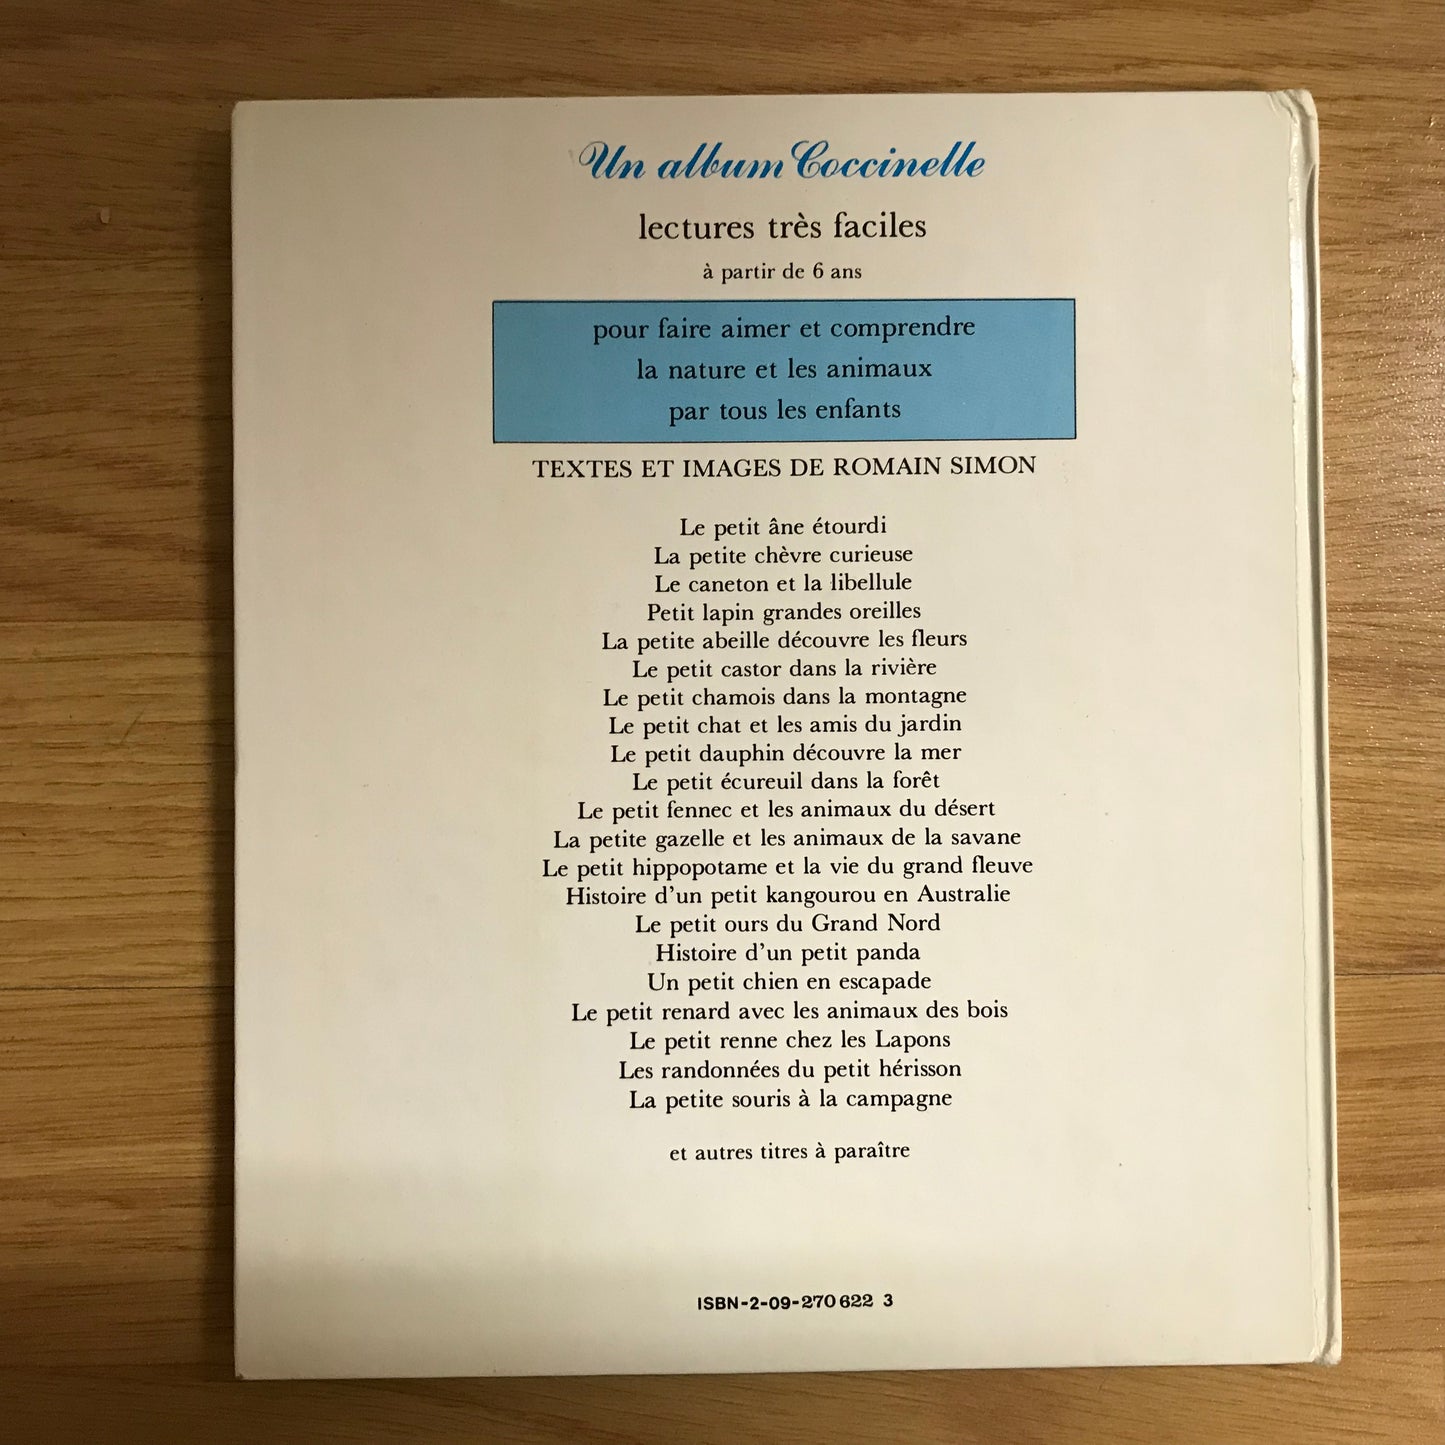 Un album Coccinelle
lectures très faciles
à partir de 6 ans
pour faire aimer et comprendre
la nature et les animaux
par tous les enfants
TEXTES ET IMAGES DE ROMAIN SIMON
Le petit âne étourdi
La petite chèvre curieuse
Le caneton et la libellule
Petit lapin grandes oreilles
La petite abeille découvre les fleurs
Le petit castor dans la rivière
Le petit chamois dans la montagne
Le petit chat et les amis du jardin
Le petit dauphin découvre la mer
Le petit écureuil dans la forêt
Le petit fennec et les animaux du désert
La petite gazelle et les animaux de la savane
Le petit hippopotame et la vie du grand fleuve
Histoire d'un petit kangourou en Australie
Le petit ours du Grand Nord
Histoire d'un petit panda
Un petit chien en escapade
Le petit renard avec les animaux des bois
Le petit renne chez les Lapons
Les randonnées du petit hérisson
La petite souris à la campagne
et autres titres à paraître
ISBN-2-09-270 622 3